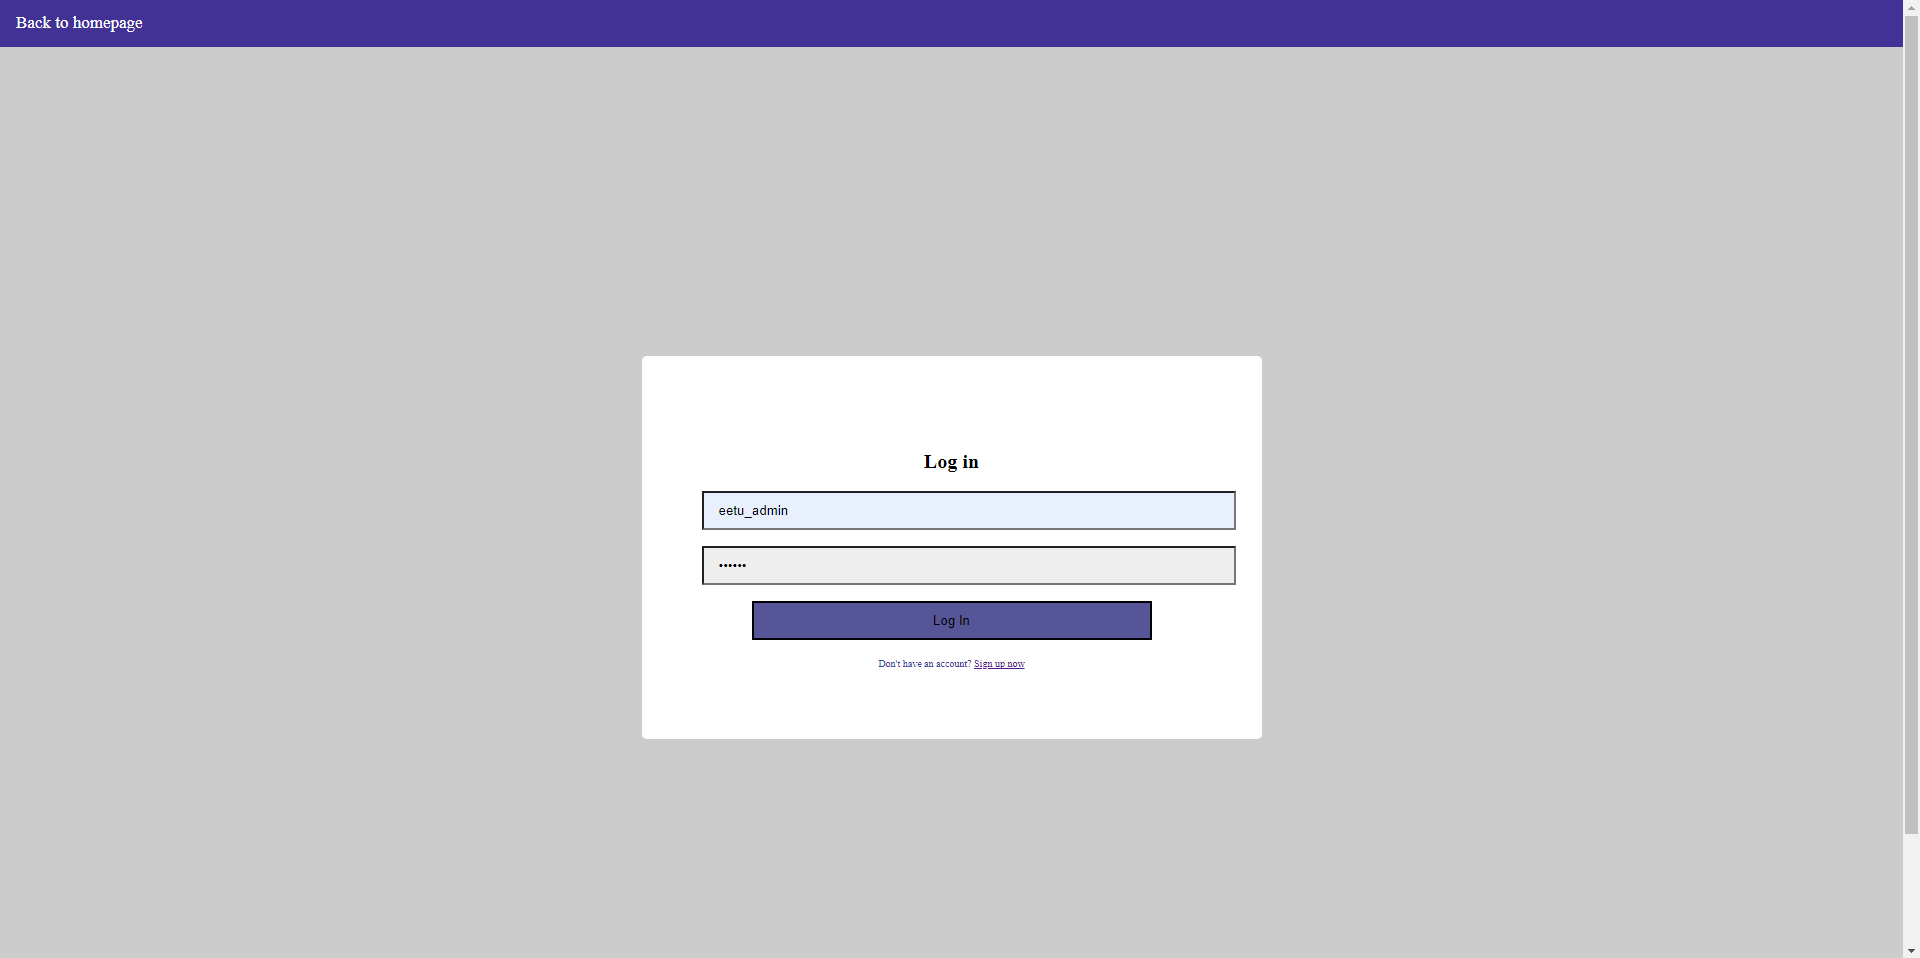 Back to homepage
Log in
eetu_admin
••••••
Log In
Don't have an account? Sign up now